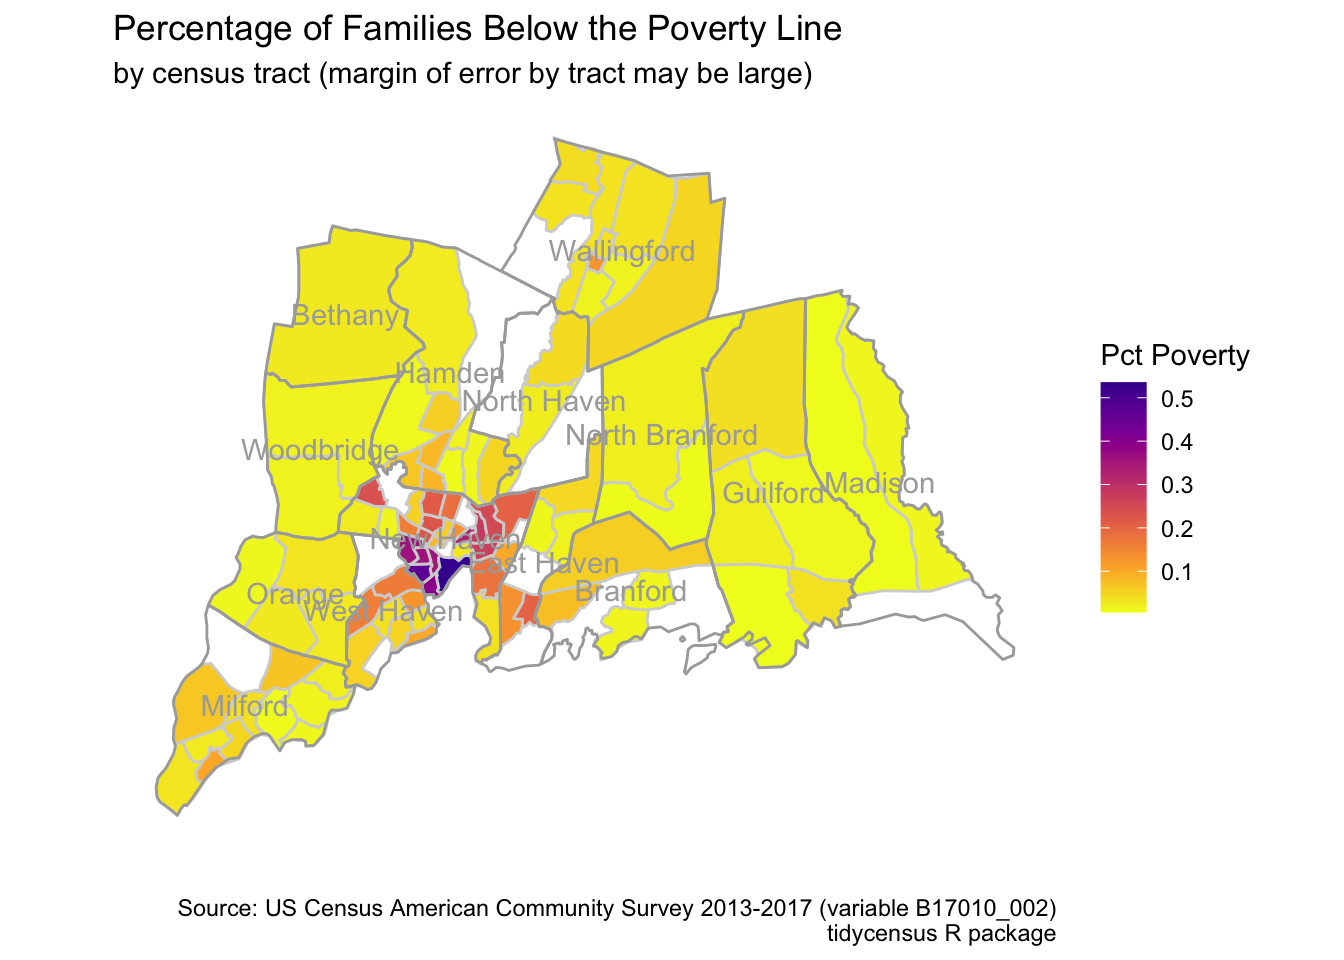 Percentage of Families Below the Poverty Line
by census tract (margin of error by tract may be large)
Wallingford
Bethany
Hamden
North Haven
North Branford
Woodbridge
Guilford
Madison
New Haven
East Haven
Branford
Orange
West Haven
Milford
Pct Poverty
0.5
0.4
0.3
0.2
0.1
Source: US Census American Community Survey 2013-2017 (variable B17010_002)
tidycensus R package